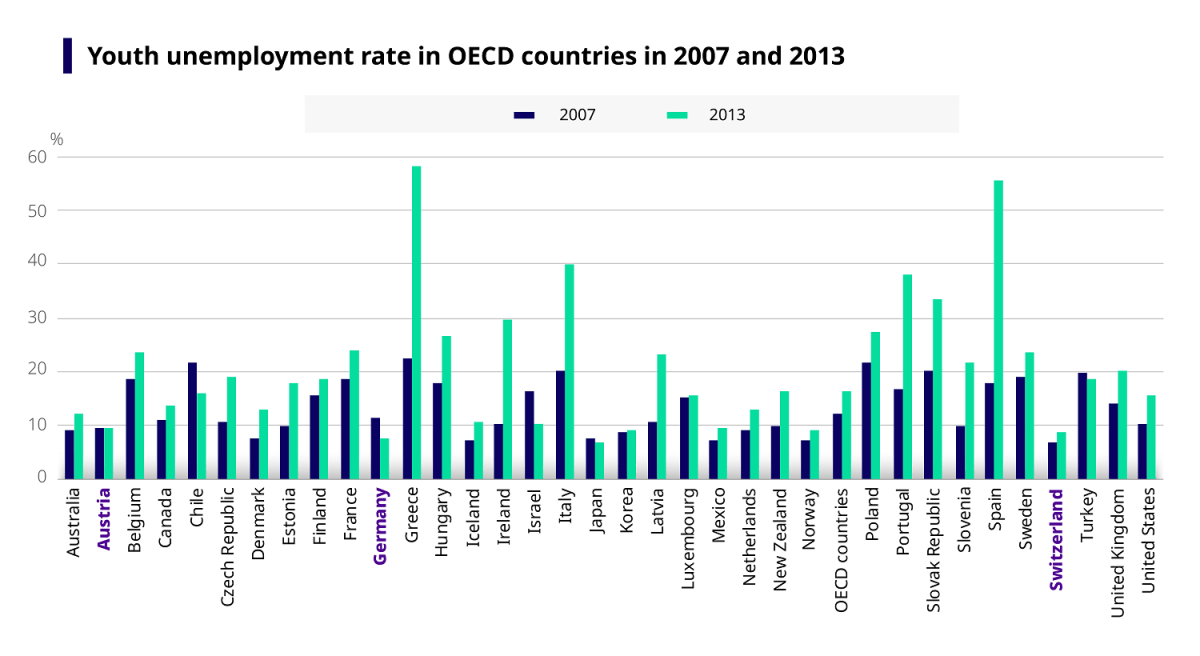 Youth unemployment rate in OECD countries in 2007 and 2013
2007
2013
%
60
50
40
30
20
10
0
Australia
Austria
Belgium
Canada
Chile
Czech Republic
Denmark
Estonia
Finland
France
Germany
Greece
Hungary
Iceland
Ireland
Israel
Italy
Japan
Korea
Latvia
Luxembourg
Mexico
Netherlands
New Zealand
Norway
OECD countries
Poland
Portugal
Slovak Republic
Slovenia
Spain
Sweden
Switzerland
Turkey
United Kingdom
United States